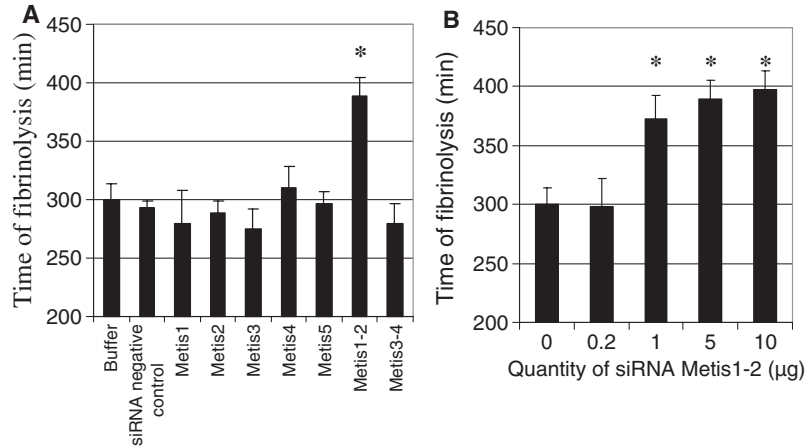 A
Time of fibrinolysis (min)
450
400
350
300
250
200
*
Buffer
siRNA negative
control
Metis1
Metis2
Metis3
Metis4
Metis5
Metis1-2
Metis3-4
B
Time of fibrinolysis (min)
450
400
350
300
250
200
* * *
0 0.2 1 5 10
Quantity of siRNA Metis1-2 (µg)